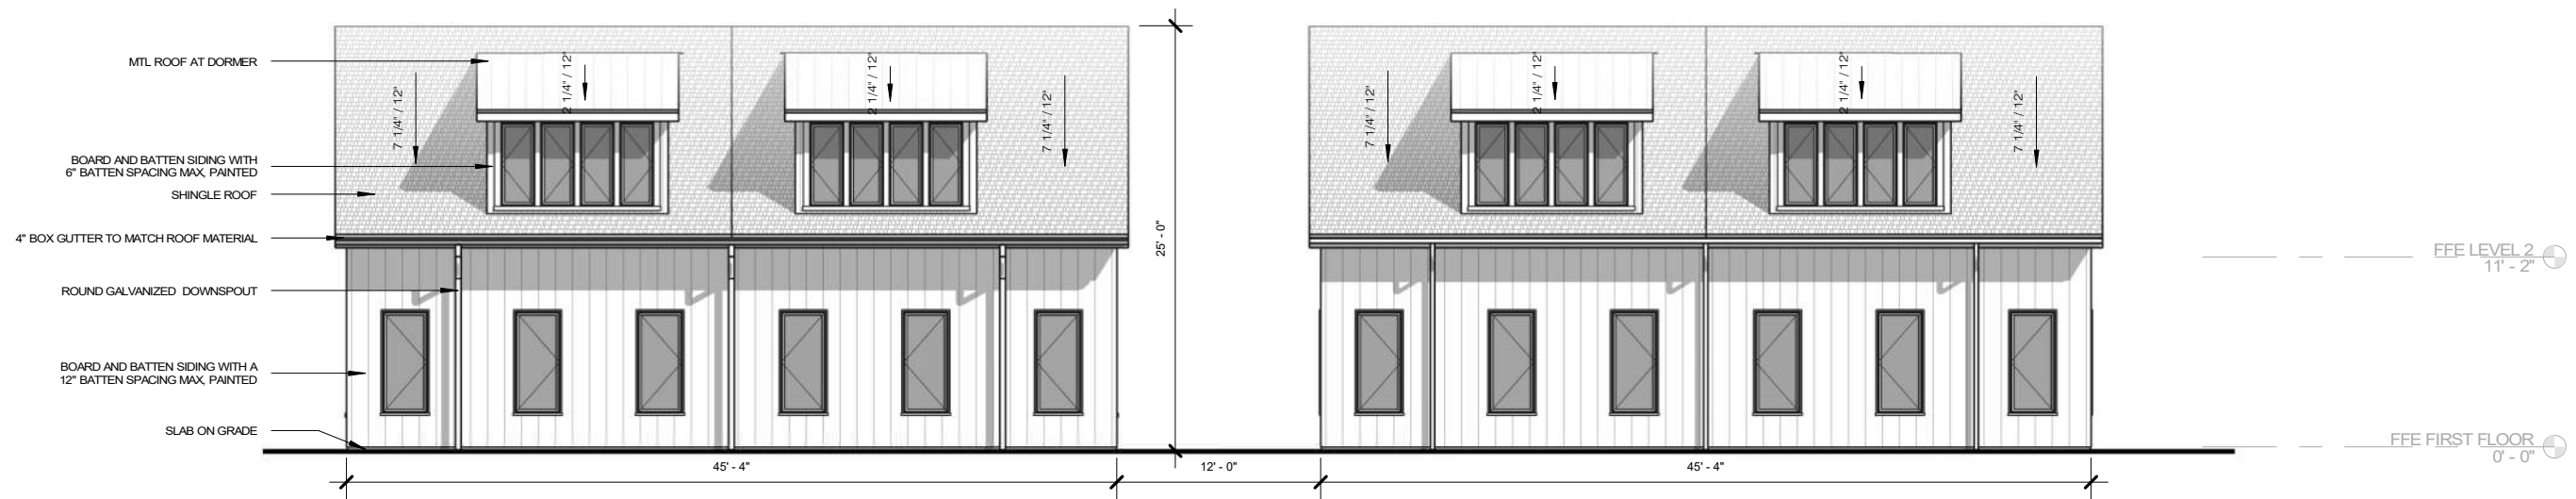 MTL ROOF AT DORMER
BOARD AND BATTEN SIDING WITH
6" BATTEN SPACING MAX, PAINTED
SHINGLE ROOF
4" BOX GUTTER TO MATCH ROOF MATERIAL
ROUND GALVANIZED DOWNSPOUT
BOARD AND BATTEN SIDING WITH A
12" BATTEN SPACING MAX, PAINTED
SLAB ON GRADE
7 1/4" / 12"
2 1/4" / 12"
2 1/4" / 12"
7 1/4" / 12"
25' - 0"
7 1/4" / 12"
2 1/4" / 12"
2 1/4" / 12"
7 1/4" / 12"
FFE LEVEL 2
11' - 2"
FFE FIRST FLOOR
0' - 0"
45' - 4"
12' - 0"
45' - 4"